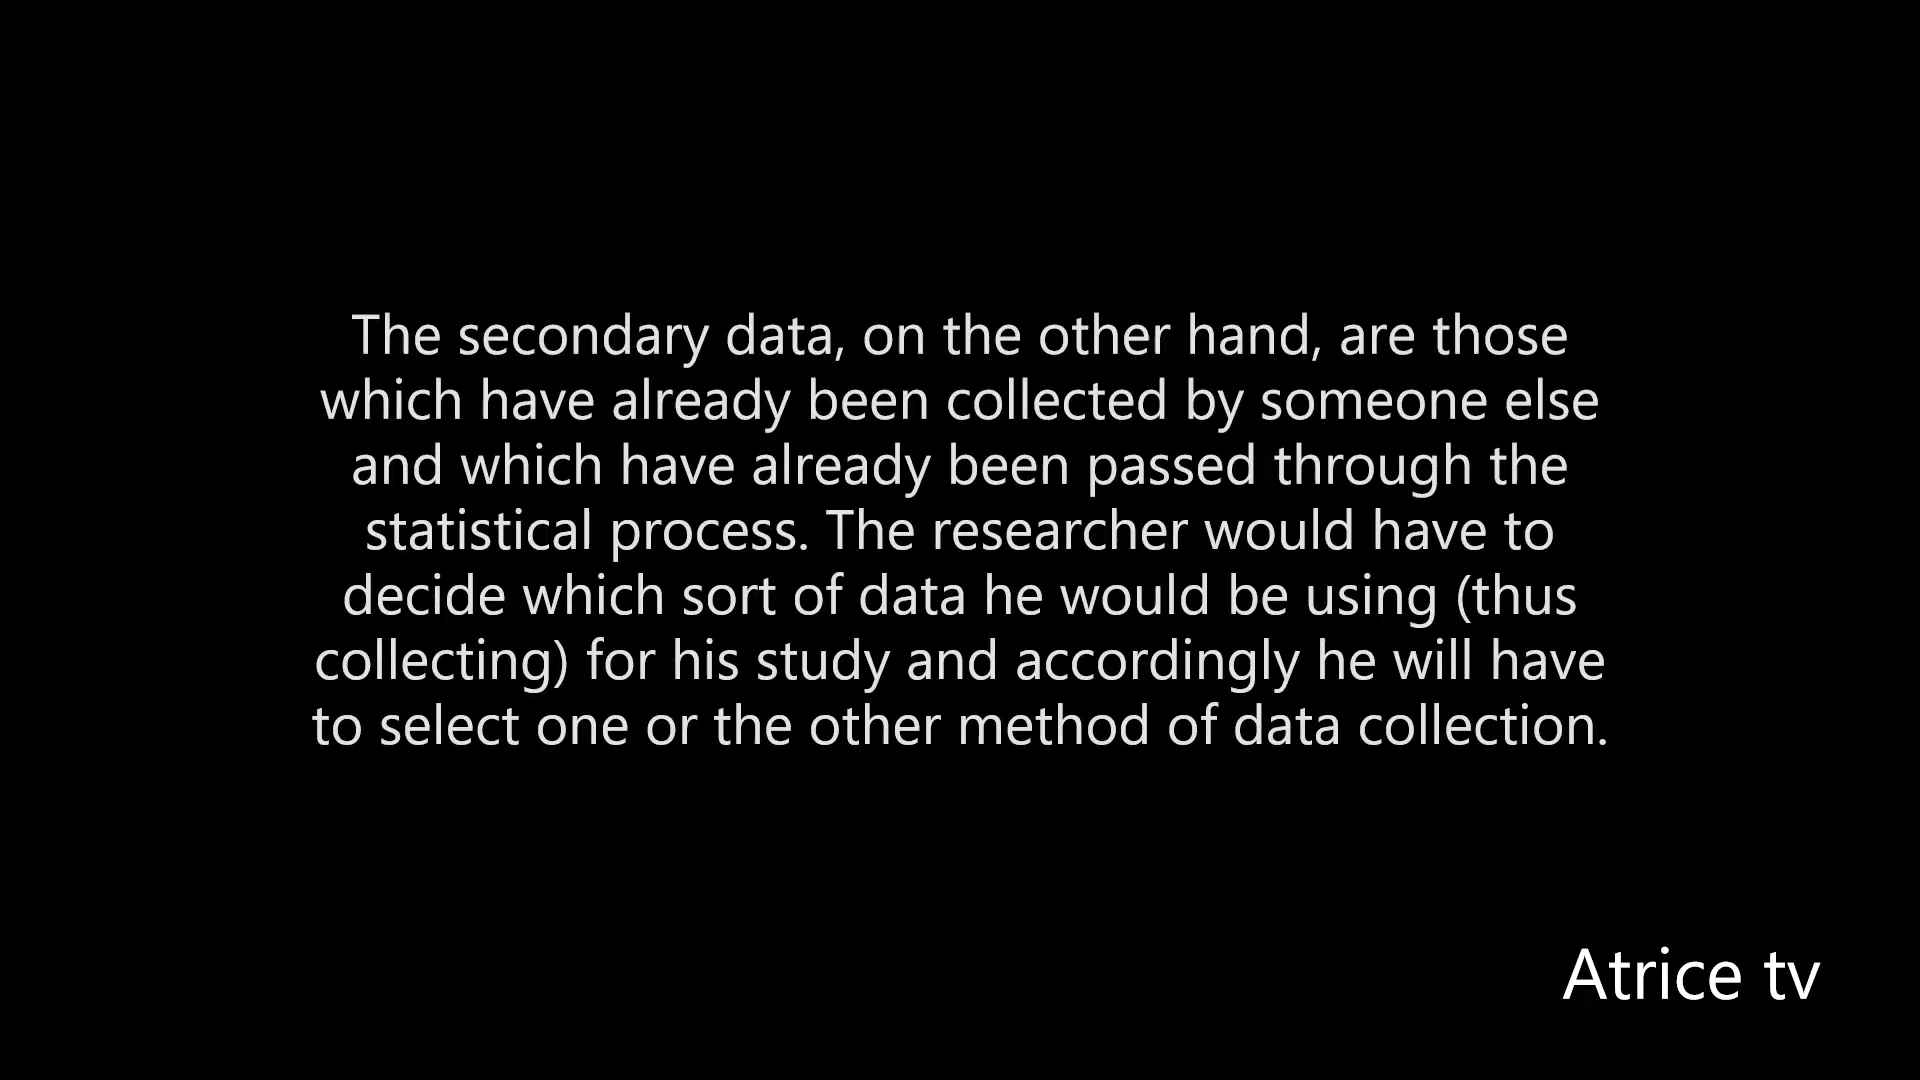 The secondary data, on the other hand, are those
which have already been collected by someone else
and which have already been passed through the
statistical process. The researcher would have to
decide which sort of data he would be using (thus
collecting) for his study and accordingly he will have
to select one or the other method of data collection.
Atrice tv